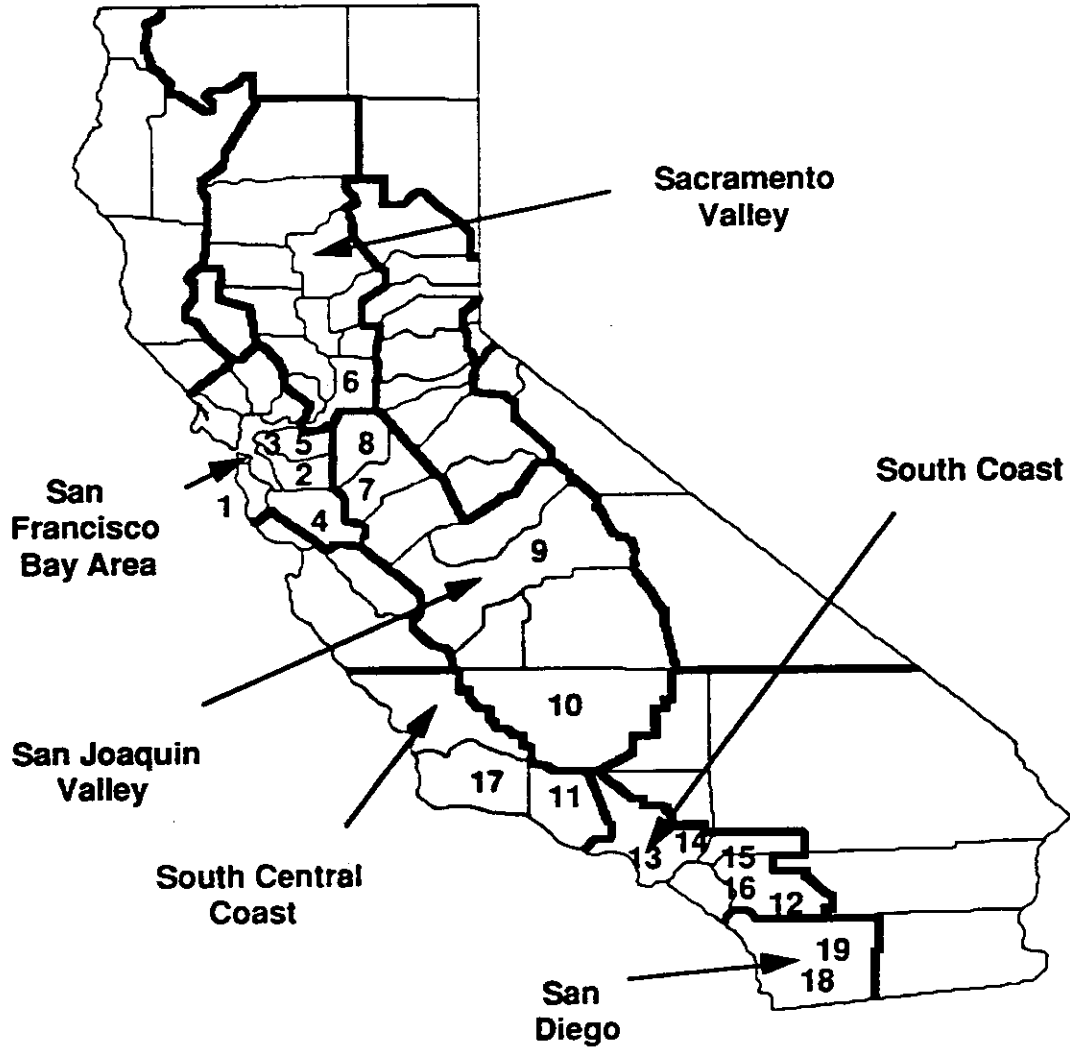 Sacramento
Valley
6
3
5
8
South Coast
2
San
Francisco
Bay Area
1
7
4
9
10
San Joaquin
Valley
17
11
14
13
15
16
12
South Central
Coast
19
18
San
Diego